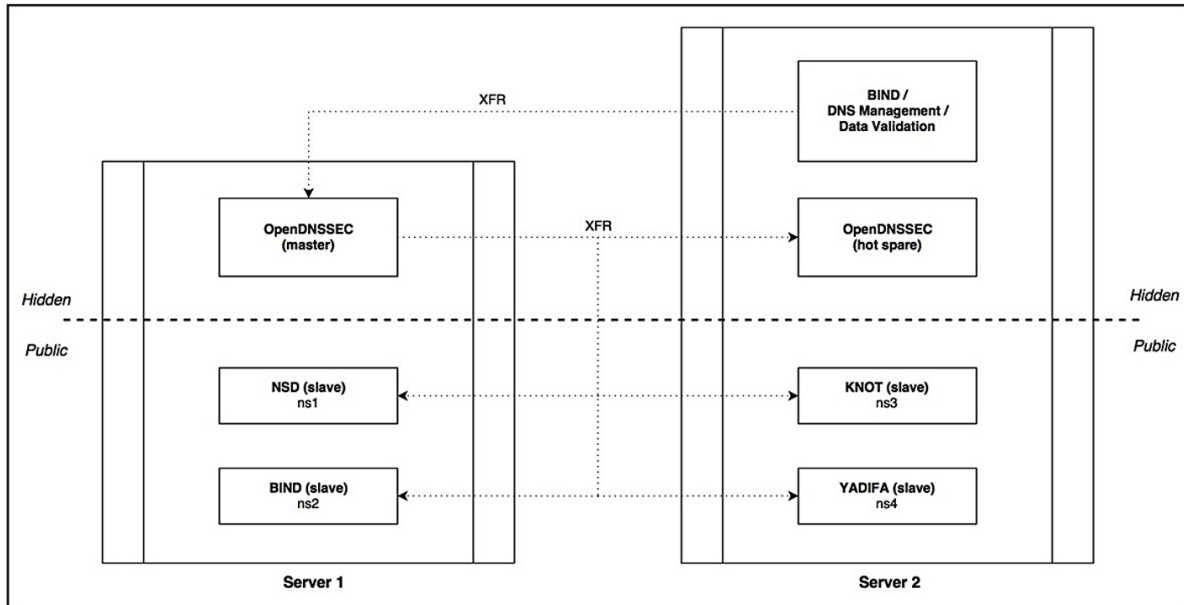 XFR
BIND /
DNS Management /
Data Validation
OpenDNSSEC
(master)
XFR
OpenDNSSEC
(hot spare)
Hidden
Hidden
Public
Public
NSD (slave)
ns1
KNOT (slave)
ns3
BIND (slave)
ns2
YADIFA (slave)
ns4
Server 1
Server 2